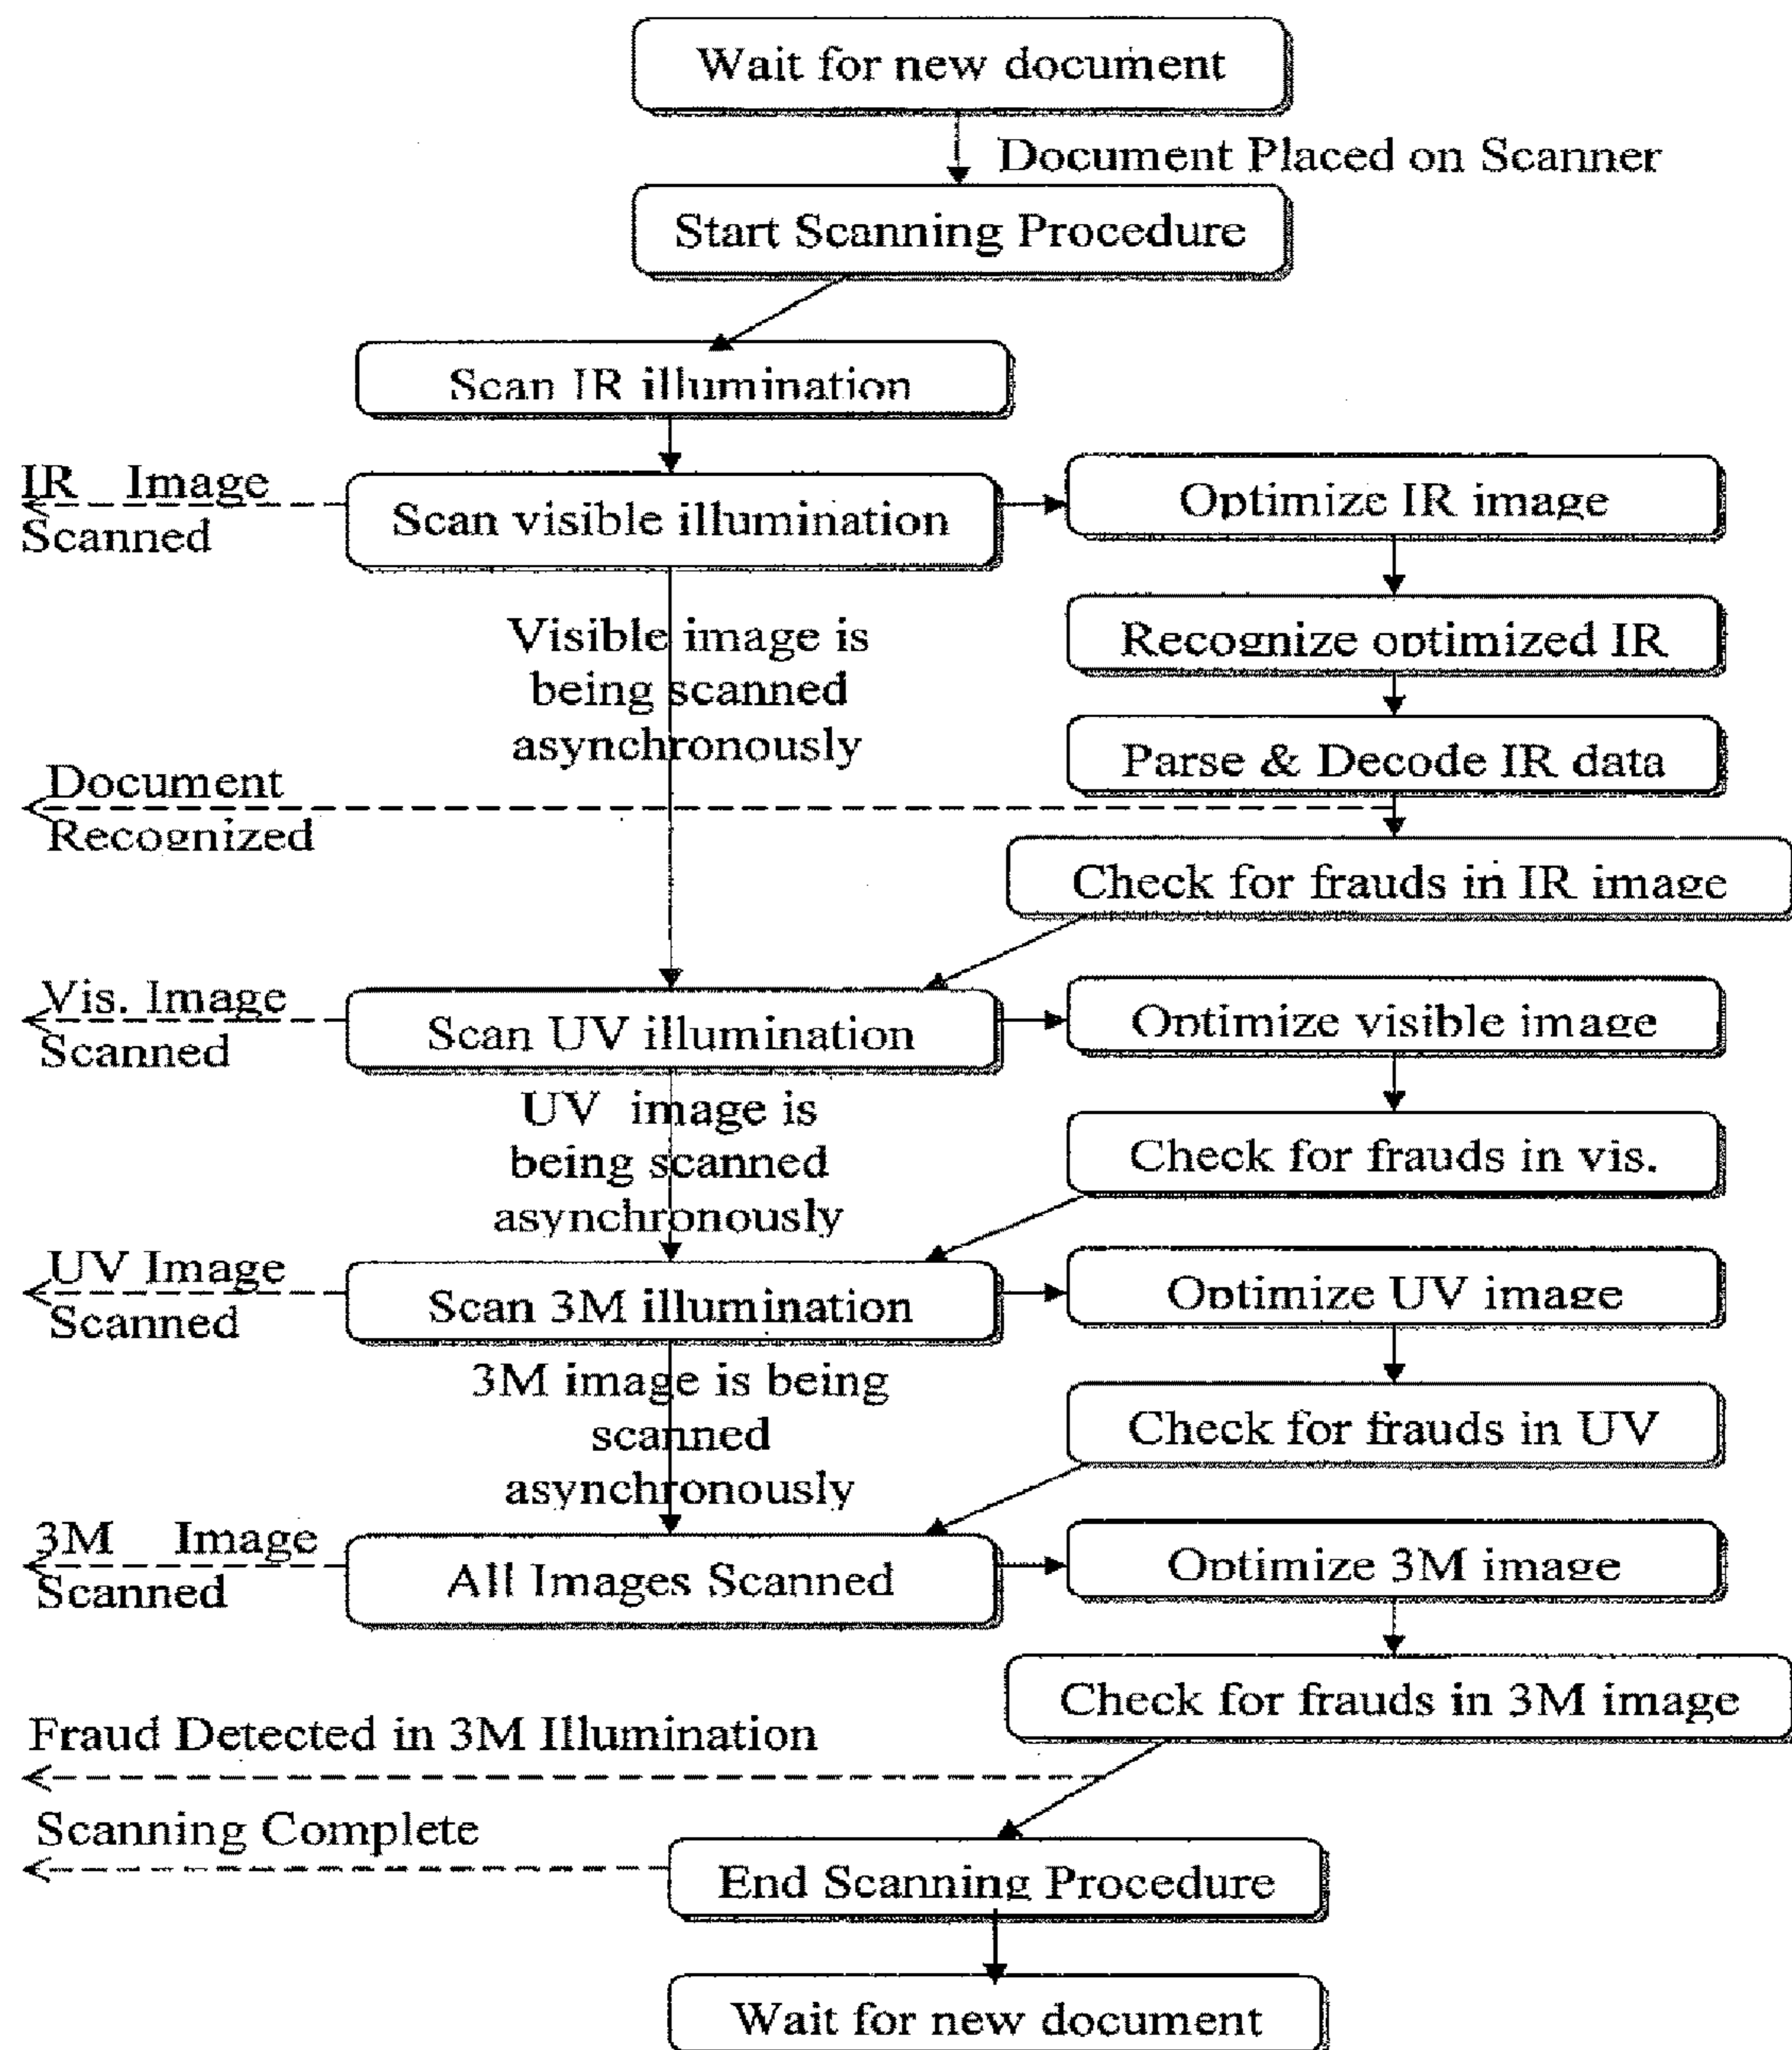 Wait for new document
Document Placed on Scanner
Start Scanning Procedure
Scan IR illumination
IR Image
Scanned
Scan visible illumination
Optimize IR image
Visible image is
being scanned
asynchronously
Recognize optimized IR
Parse & Decode IR data
Document
Recognized
Check for frauds in IR image
Vis. Image
Scanned
Scan UV illumination
Optimize visible image
UV image is
being scanned
asynchronously
Check for frauds in vis.
UV Image
Scanned
Scan 3M illumination
Optimize UV image
3M image is being
scanned
asynchronously
Check for frauds in UV
3M Image
Scanned
All Images Scanned
Optimize 3M image
Check for frauds in 3M image
Fraud Detected in 3M Illumination
Scanning Complete
End Scanning Procedure
Wait for new document